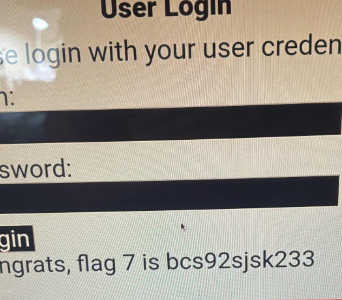 User Login
se login with your user creden
n:
sword:
gin
ngrats, flag 7 is bcs92sjsk233